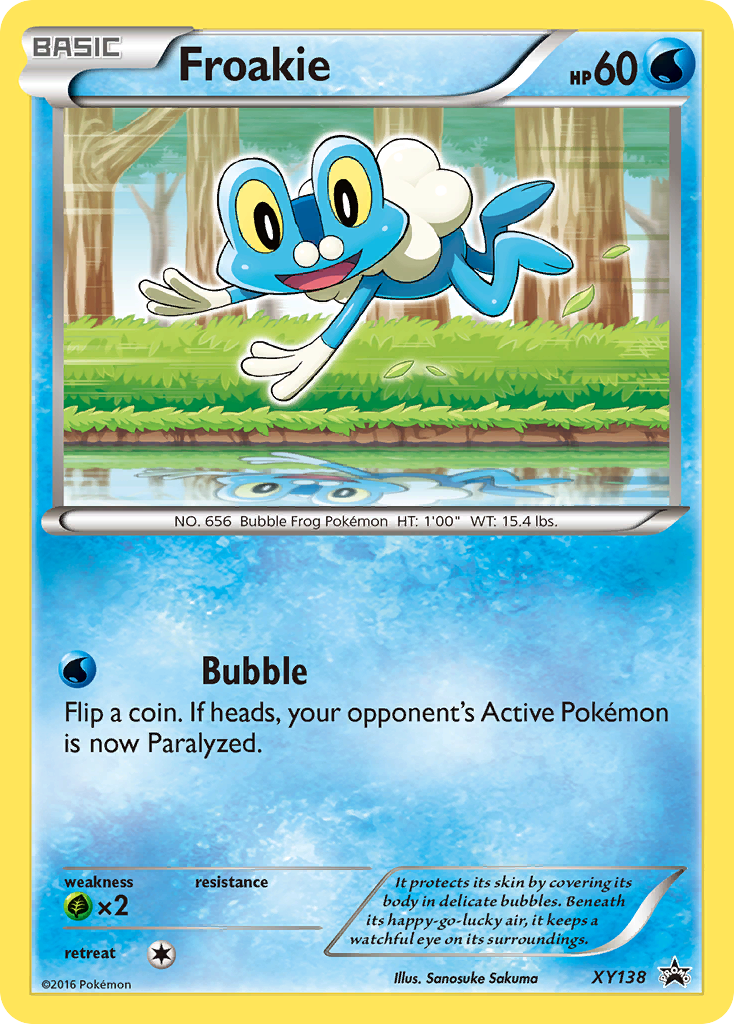 BASIC
Froakie
HP60
NO. 656 Bubble Frog Pokémon HT: 1'00" WT: 15.4 lbs.
Bubble
Flip a coin. If heads, your opponent's Active Pokémon
is now Paralyzed.
weakness
resistance
×2
It protects its skin by covering its
body in delicate bubbles. Beneath
its happy-go-lucky air, it keeps a
watchful eye on its surroundings.
retreat
©2016 Pokémon
Illus. Sanosuke Sakuma
XY138
PROMO